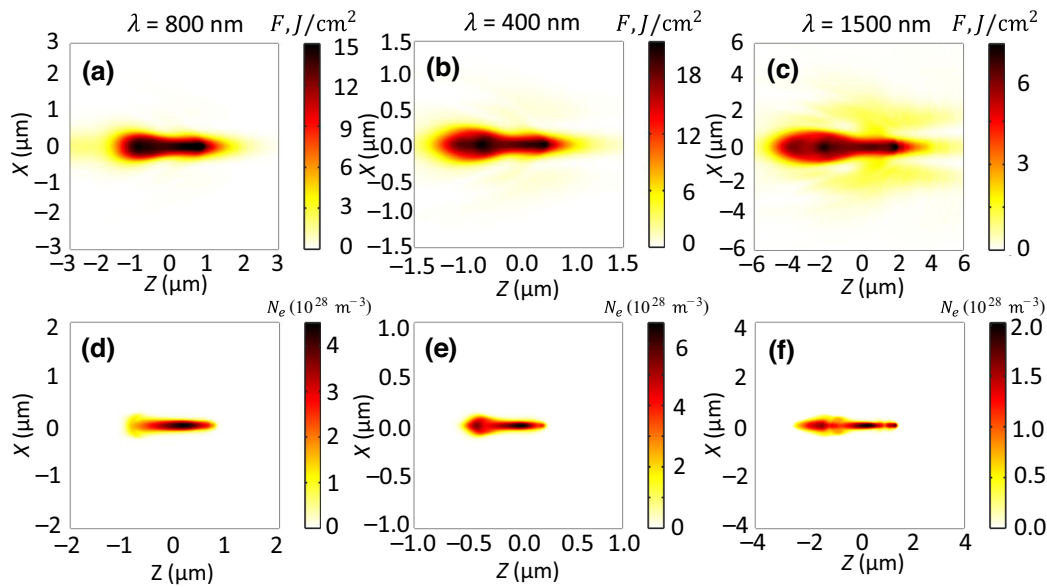 λ = 800 nm F, J/cm²
λ = 400 nm F, J/cm²
λ = 1500 nm F, J/cm²
(a)
3
2
1
0
−1
−2
−3
X (µm)
−3 −2 −1 0 1 2 3
Z (µm)
15
12
9
6
3
0
(b)
1.5
1.0
0.5
0.0
−0.5
−1.0
−1.5
X (µm)
−1.5 −1.0 0.0 1.0 1.5
Z (µm)
18
12
6
0
(c)
6
4
2
0
−2
−4
−6
X (µm)
−6 −4 −2 0 2 4 6
Z (µm)
6
3
0
Nₑ (10²⁸ m⁻³)
Nₑ (10²⁸ m⁻³)
Nₑ (10²⁸ m⁻³)
(d)
2
1
0
−1
−2
X (µm)
−2 −1 0 1 2
Z (µm)
4
3
2
1
0
(e)
1.0
0.5
0.0
−0.5
−1.0
X (µm)
−1.0 −0.5 0.0 0.5 1.0
Z (µm)
6
4
2
0
(f)
4
2
0
−2
−4
X (µm)
−4 −2 0 2 4
Z (µm)
2.0
1.5
1.0
0.5
0.0